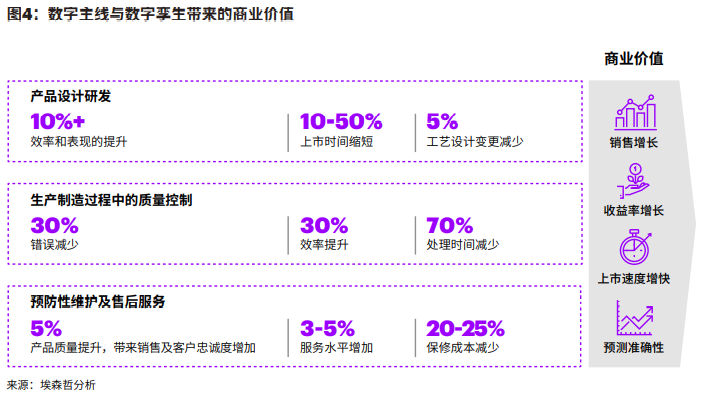 图4：数字主线与数字孪生带来的商业价值
商业价值
产品设计研发
10%+
效率和表现的提升
10-50%
上市时间缩短
5%
工艺设计变更减少
销售增长
生产制造过程中的质量控制
30%
错误减少
30%
效率提升
70%
处理时间减少
收益率增长
上市速度增快
预防性维护及售后服务
5%
产品质量提升，带来销售及客户忠诚度增加
3-5%
服务水平增加
20-25%
保修成本减少
预测准确性
来源：埃森哲分析